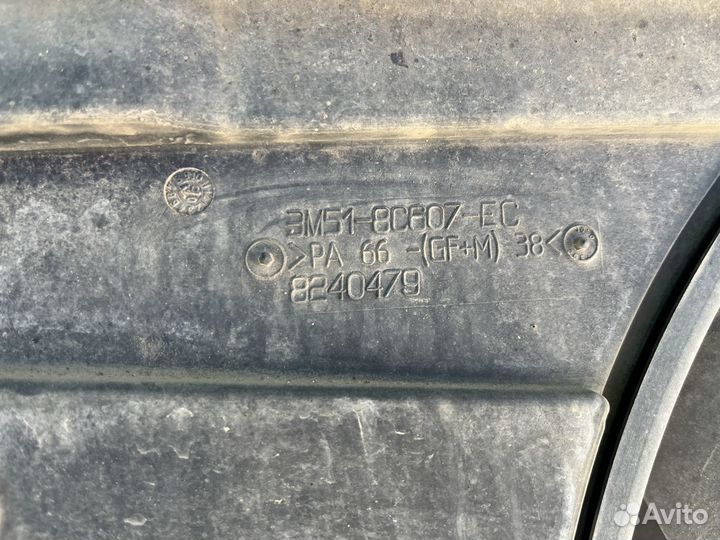 3M51-8C607-EC
>PA 66 -(GF+M) 38<
8240479
Avito